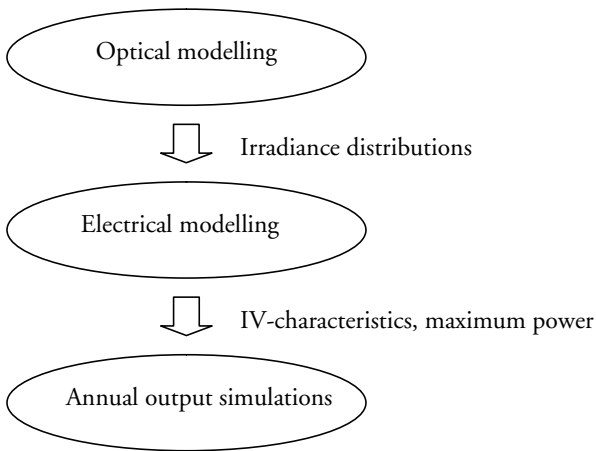 Optical modelling
Irradiance distributions
Electrical modelling
IV-characteristics, maximum power
Annual output simulations